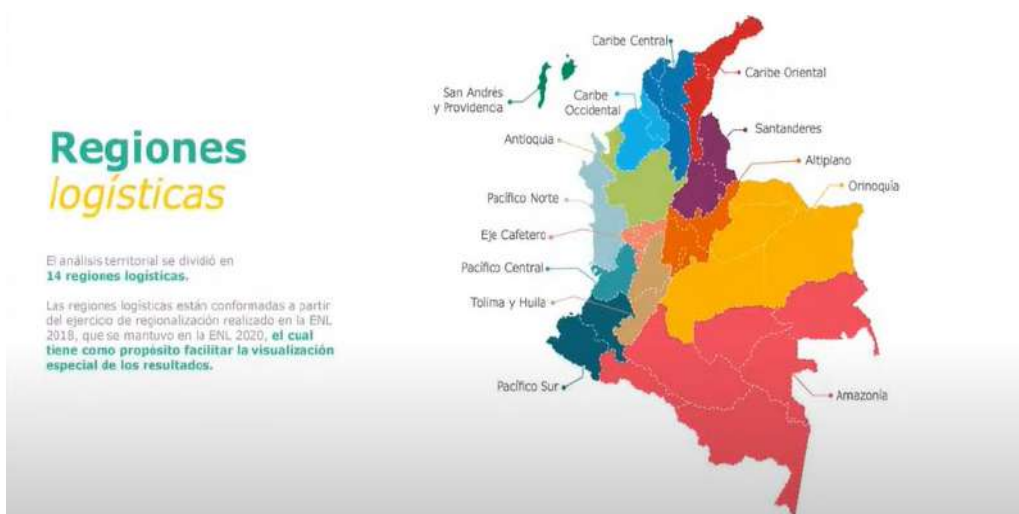 Regiones
logísticas
El análisis territorial se dividió en
14 regiones logísticas.
Las regiones logísticas están conformadas a partir
del ejercicio de regionalización realizado en la ENL
2018, que se mantuvo en la ENL 2020, el cual
tiene como propósito facilitar la visualización
especial de los resultados.
Caribe Central
Caribe Oriental
San Andrés
y Providencia
Caribe
Occidental
Santanderes
Antioquia
Altiplano
Orinoquía
Pacífico Norte
Eje Cafetero
Pacífico Central
Tolima y Huila
Pacífico Sur
Amazonía